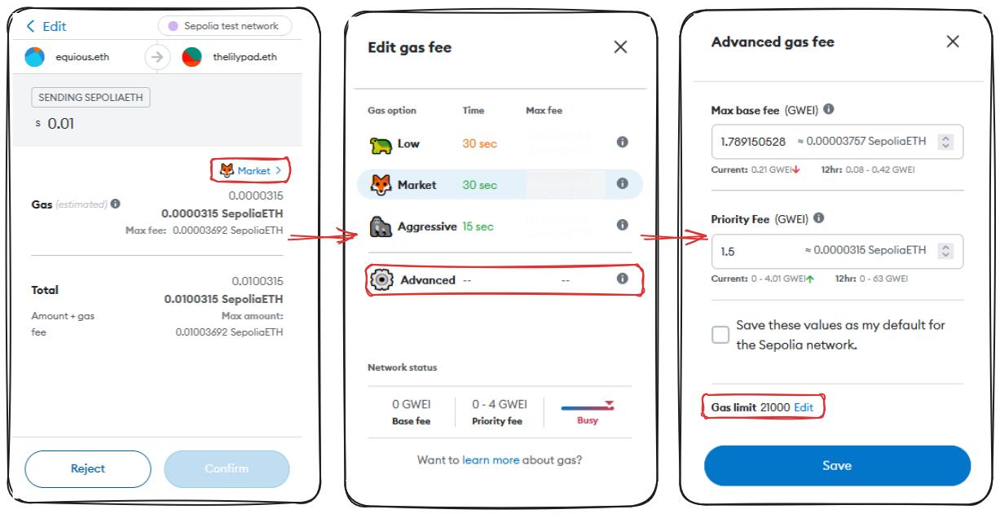 Edit
Sepolia test network
equious.eth
thelilypad.eth
SENDING SEPOLIAETH
S 0.01
Market >
0.0000315
Gas (estimated)
0.0000315 SepoliaETH
Max fee: 0.00003692 SepoliaETH
0.0100315
Total
0.0100315 SepoliaETH
Amount + gas fee
Max amount:
0.01003692 SepoliaETH
Reject
Confirm
Edit gas fee
Gas option Time Max fee
Low 30 sec
Market 30 sec
Aggressive 15 sec
Advanced -- --
Network status
0 GWEI 0 - 4 GWEI
Base fee Priority fee Busy
Want to learn more about gas?
Advanced gas fee
Max base fee (GWEI)
1.789150528 ≈ 0.00003757 SepoliaETH
Current: 0.21 GWEI 12hr: 0.08 - 0.42 GWEI
Priority Fee (GWEI)
1.5 ≈ 0.0000315 SepoliaETH
Current: 0 - 4.01 GWEI 12hr: 0 - 63 GWEI
Save these values as my default for
the Sepolia network.
Gas limit 21000 Edit
Save